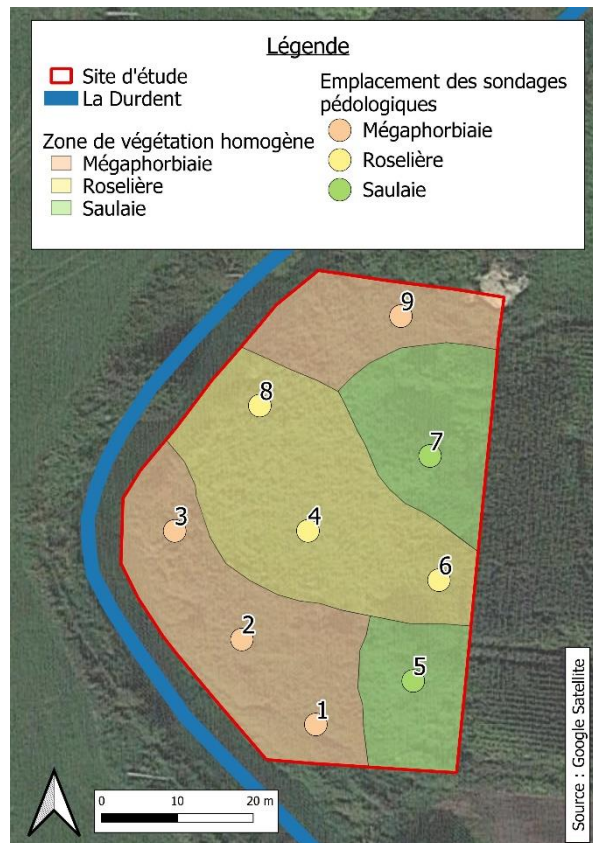 Légende
Site d'étude
La Durdent
Zone de végétation homogène
Mégaphorbiaie
Roselière
Saulaie
Emplacement des sondages
pédologiques
Mégaphorbiaie
Roselière
Saulaie
9
8
7
3
4
6
2
5
1
0 10 20 m
Source : Google Satellite